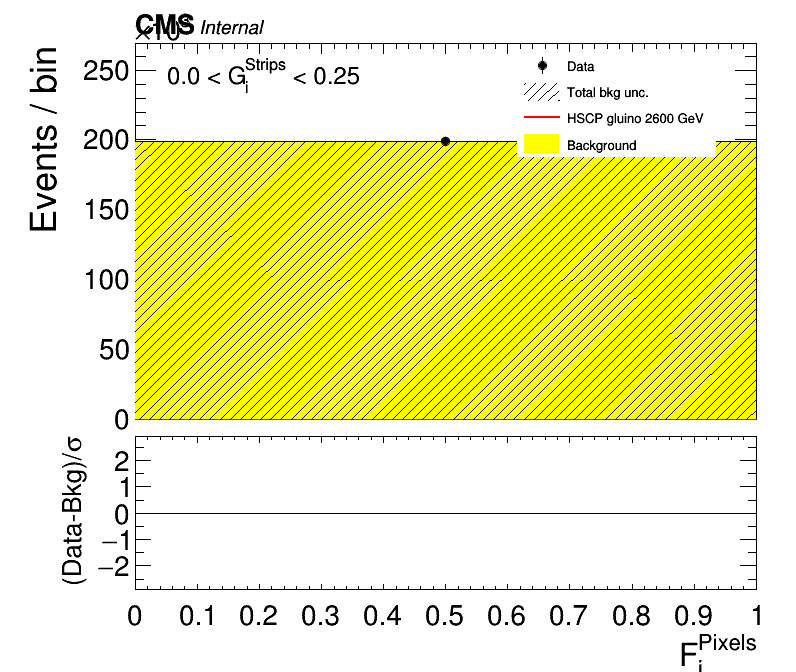 CMS Internal
×10³
Events / bin
250
200
150
100
50
0
0.0 < G_i^Strips < 0.25
Data
Total bkg unc.
HSCP gluino 2600 GeV
Background
(Data-Bkg)/σ
2
1
0
−1
−2
0 0.1 0.2 0.3 0.4 0.5 0.6 0.7 0.8 0.9 1
F_i^Pixels